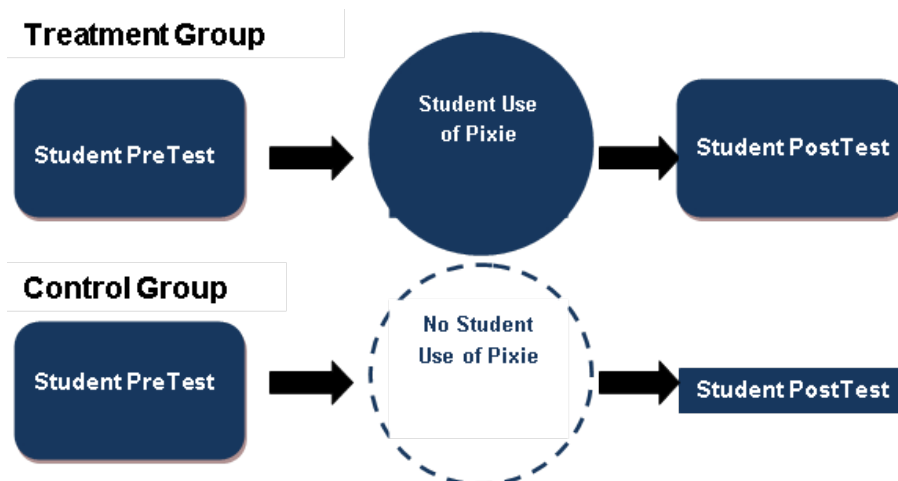 Treatment Group
Student PreTest
Student Use
of Pixie
Student PostTest
Control Group
Student PreTest
No Student
Use of Pixie
Student PostTest